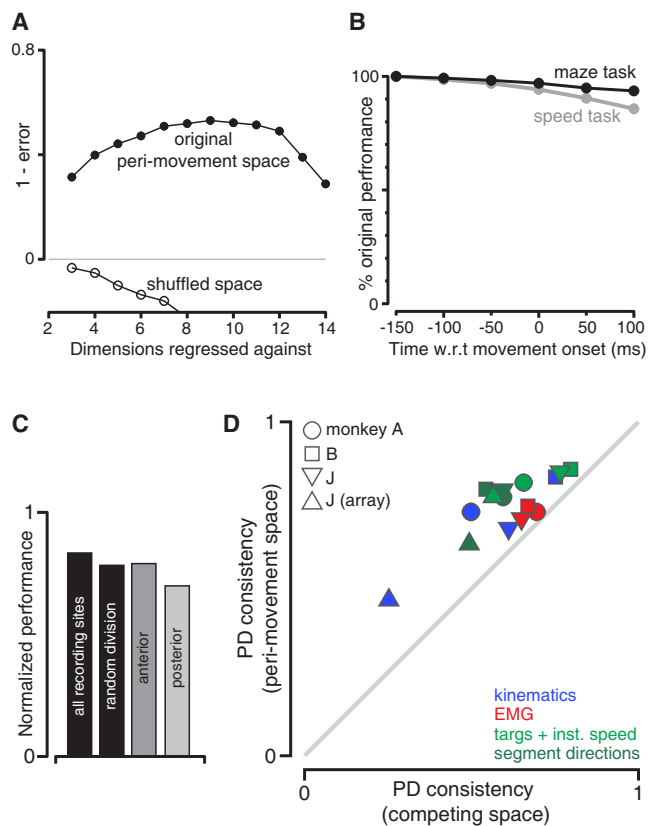 A
0.8
1 - error
0
original
peri-movement space
shuffled space
2 4 6 8 10 12 14
Dimensions regressed against
B
% original perfromance
100
0
maze task
speed task
-150 -100 -50 0 50 100
Time w.r.t movement onset (ms)
C
Normalized performance
1
0
all recording sites
random division
anterior
posterior
D
PD consistency
(peri-movement space)
1
0
monkey A
B
J
J (array)
kinematics
EMG
targs + inst. speed
segment directions
0 1
PD consistency
(competing space)